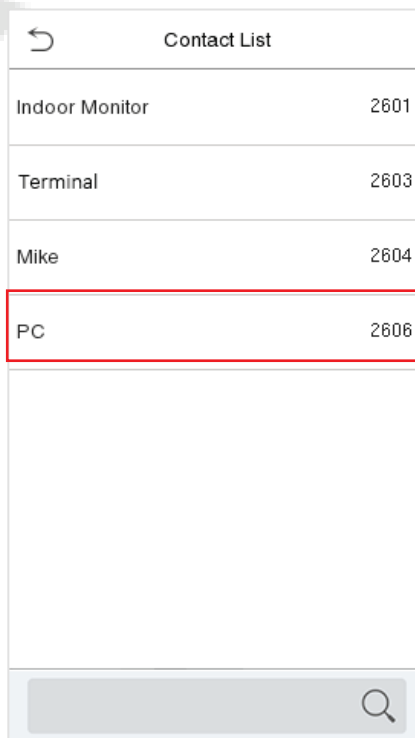 Contact List
Indoor Monitor 2601
Terminal 2603
Mike 2604
PC 2606